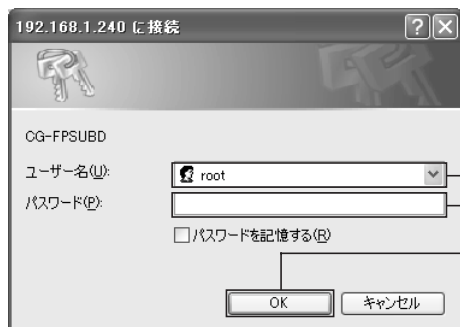 192.168.1.240 に接続
CG-FPSUBD
ユーザー名(U):
root
パスワード(P):
パスワードを記憶する(R)
OK
キャンセル